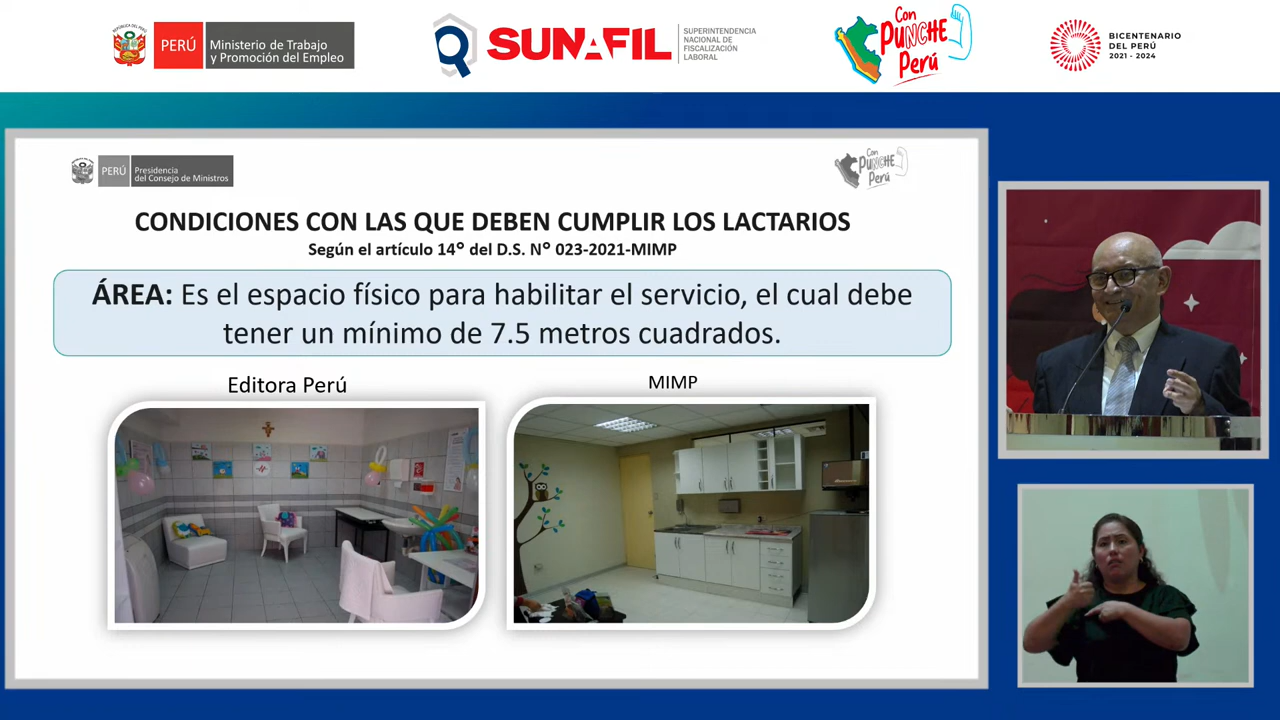 PERÚ
Ministerio de Trabajo
y Promoción del Empleo
SUNAFIL
SUPERINTENDENCIA
NACIONAL DE
FISCALIZACIÓN
LABORAL
Con
PUNCHE
Perú
BICENTENARIO
DEL PERÚ
2021 - 2024
PERÚ
Presidencia
del Consejo de Ministros
Con
PUNCHE
Perú
CONDICIONES CON LAS QUE DEBEN CUMPLIR LOS LACTARIOS
Según el artículo 14° del D.S. N° 023-2021-MIMP
ÁREA: Es el espacio físico para habilitar el servicio, el cual debe
tener un mínimo de 7.5 metros cuadrados.
Editora Perú
MIMP